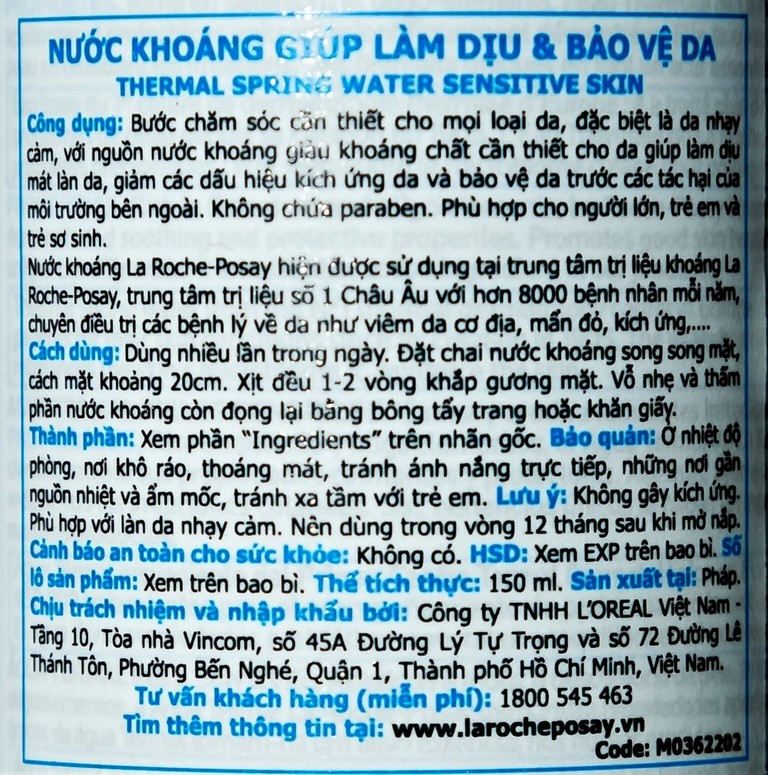 NƯỚC KHOÁNG GIÚP LÀM DỊU & BẢO VỆ DA
THERMAL SPRING WATER SENSITIVE SKIN
Công dụng: Bước chăm sóc cần thiết cho mọi loại da, đặc biệt là da nhạy
cảm, với nguồn nước khoáng giàu khoáng chất cần thiết cho da giúp làm dịu
mát làn da, giảm các dấu hiệu kích ứng da và bảo vệ da trước các tác hại của
môi trường bên ngoài. Không chứa paraben. Phù hợp cho người lớn, trẻ em và
trẻ sơ sinh.
Nước khoáng La Roche-Posay hiện được sử dụng tại trung tâm trị liệu khoáng La
Roche-Posay, trung tâm trị liệu số 1 Châu Âu với hơn 8000 bệnh nhân mỗi năm,
chuyên điều trị các bệnh lý về da như viêm da cơ địa, mẩn đỏ, kích ứng,....
Cách dùng: Dùng nhiều lần trong ngày. Đặt chai nước khoáng song song mặt,
cách mặt khoảng 20cm. Xịt đều 1-2 vòng khắp gương mặt. Vỗ nhẹ và thấm
phần nước khoáng còn đọng lại bằng bông tẩy trang hoặc khăn giấy.
Thành phần: Xem phần "Ingredients" trên nhãn gốc. Bảo quản: Ở nhiệt độ
phòng, nơi khô ráo, thoáng mát, tránh ánh nắng trực tiếp, những nơi gần
nguồn nhiệt và ẩm mốc, tránh xa tầm với trẻ em. Lưu ý: Không gây kích ứng.
Phù hợp với làn da nhạy cảm. Nên dùng trong vòng 12 tháng sau khi mở nắp.
Cảnh báo an toàn cho sức khỏe: Không có. HSD: Xem EXP trên bao bì. Số
lô sản phẩm: Xem trên bao bì. Thể tích thực: 150 ml. Sản xuất tại: Pháp.
Chịu trách nhiệm và nhập khẩu bởi: Công ty TNHH L'OREAL Việt Nam -
Tầng 10, Tòa nhà Vincom, số 45A Đường Lý Tự Trọng và số 72 Đường Lê
Thánh Tôn, Phường Bến Nghé, Quận 1, Thành phố Hồ Chí Minh, Việt Nam.
Tư vấn khách hàng (miễn phí): 1800 545 463
Tìm thêm thông tin tại: www.larocheposay.vn
Code: M0362202